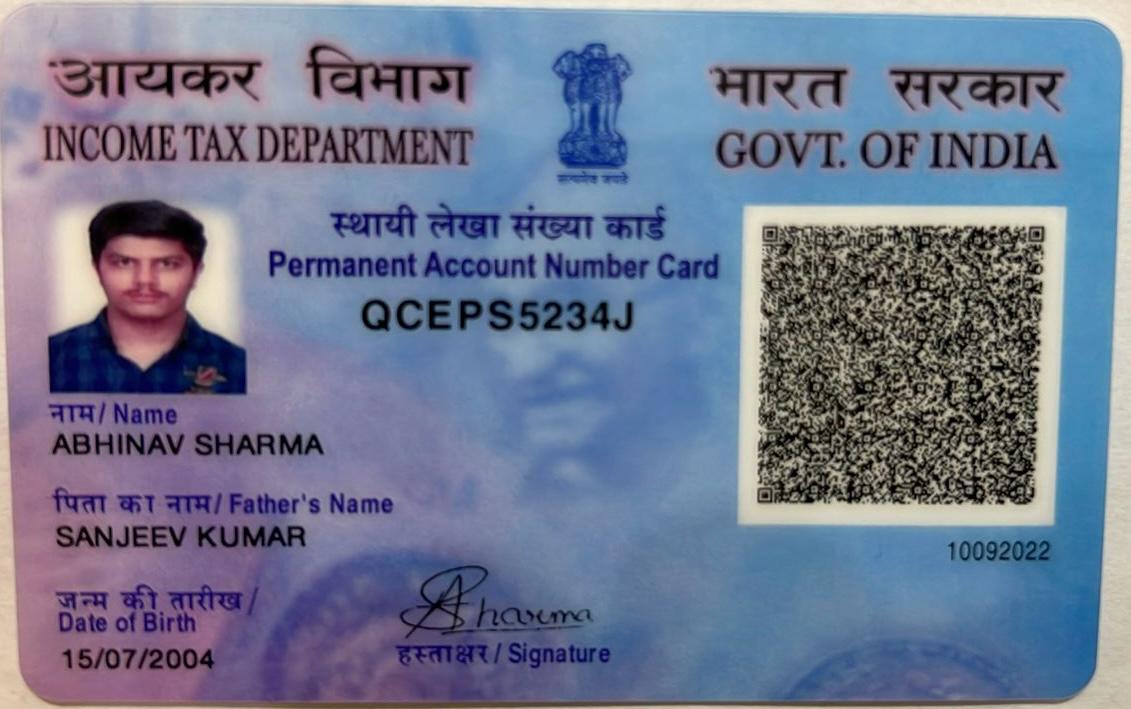 आयकर विभाग
INCOME TAX DEPARTMENT
सत्यमेव जयते
भारत सरकार
GOVT. OF INDIA
स्थायी लेखा संख्या कार्ड
Permanent Account Number Card
QCEPS5234J
नाम/ Name
ABHINAV SHARMA
पिता का नाम/ Father's Name
SANJEEV KUMAR
जन्म की तारीख /
Date of Birth
15/07/2004
ASharma
हस्ताक्षर / Signature
10092022